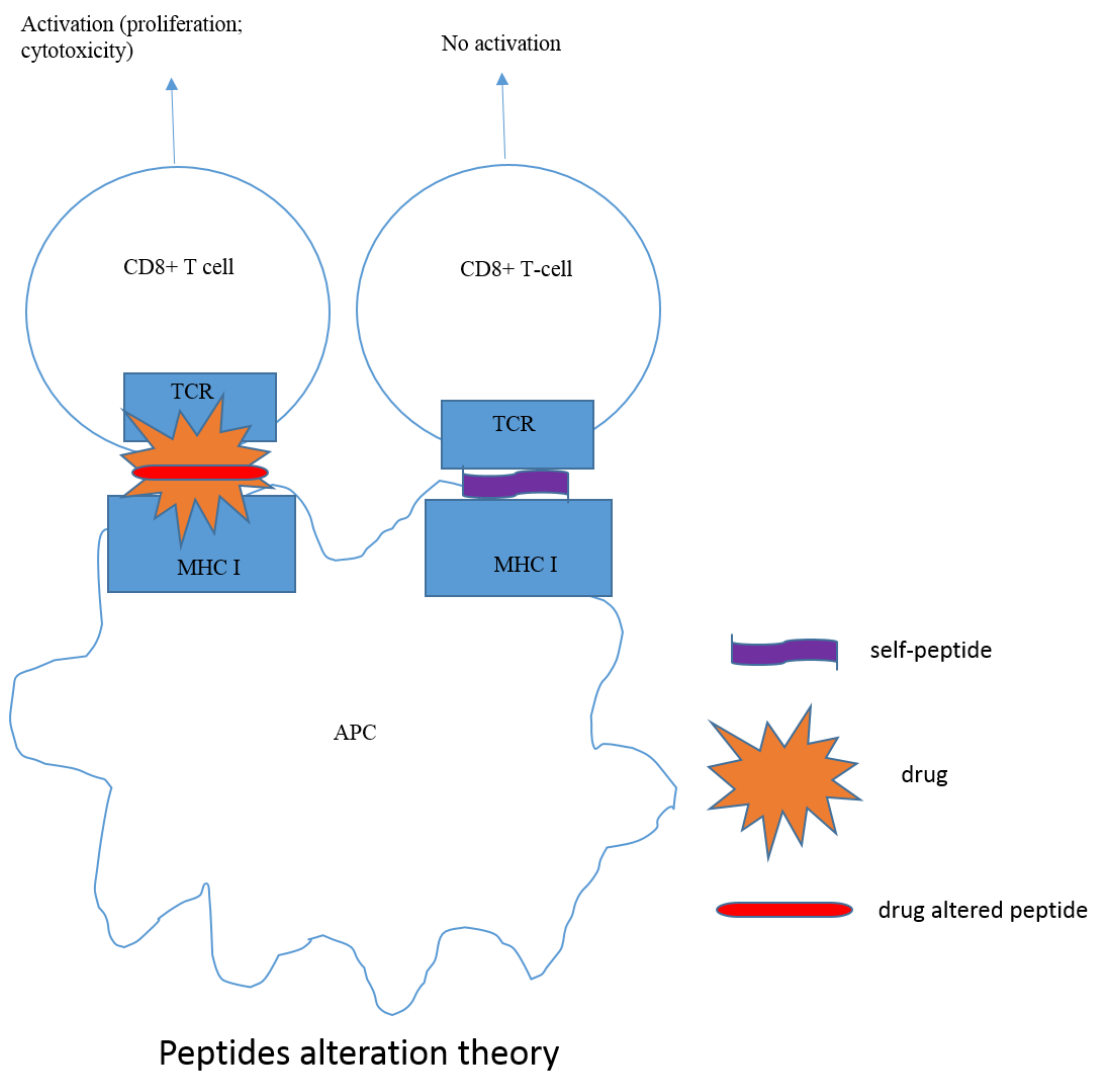 Activation (proliferation;
cytotoxicity)
No activation
CD8+ T cell
CD8+ T-cell
TCR
TCR
MHC I
MHC I
self-peptide
APC
drug
drug altered peptide
Peptides alteration theory